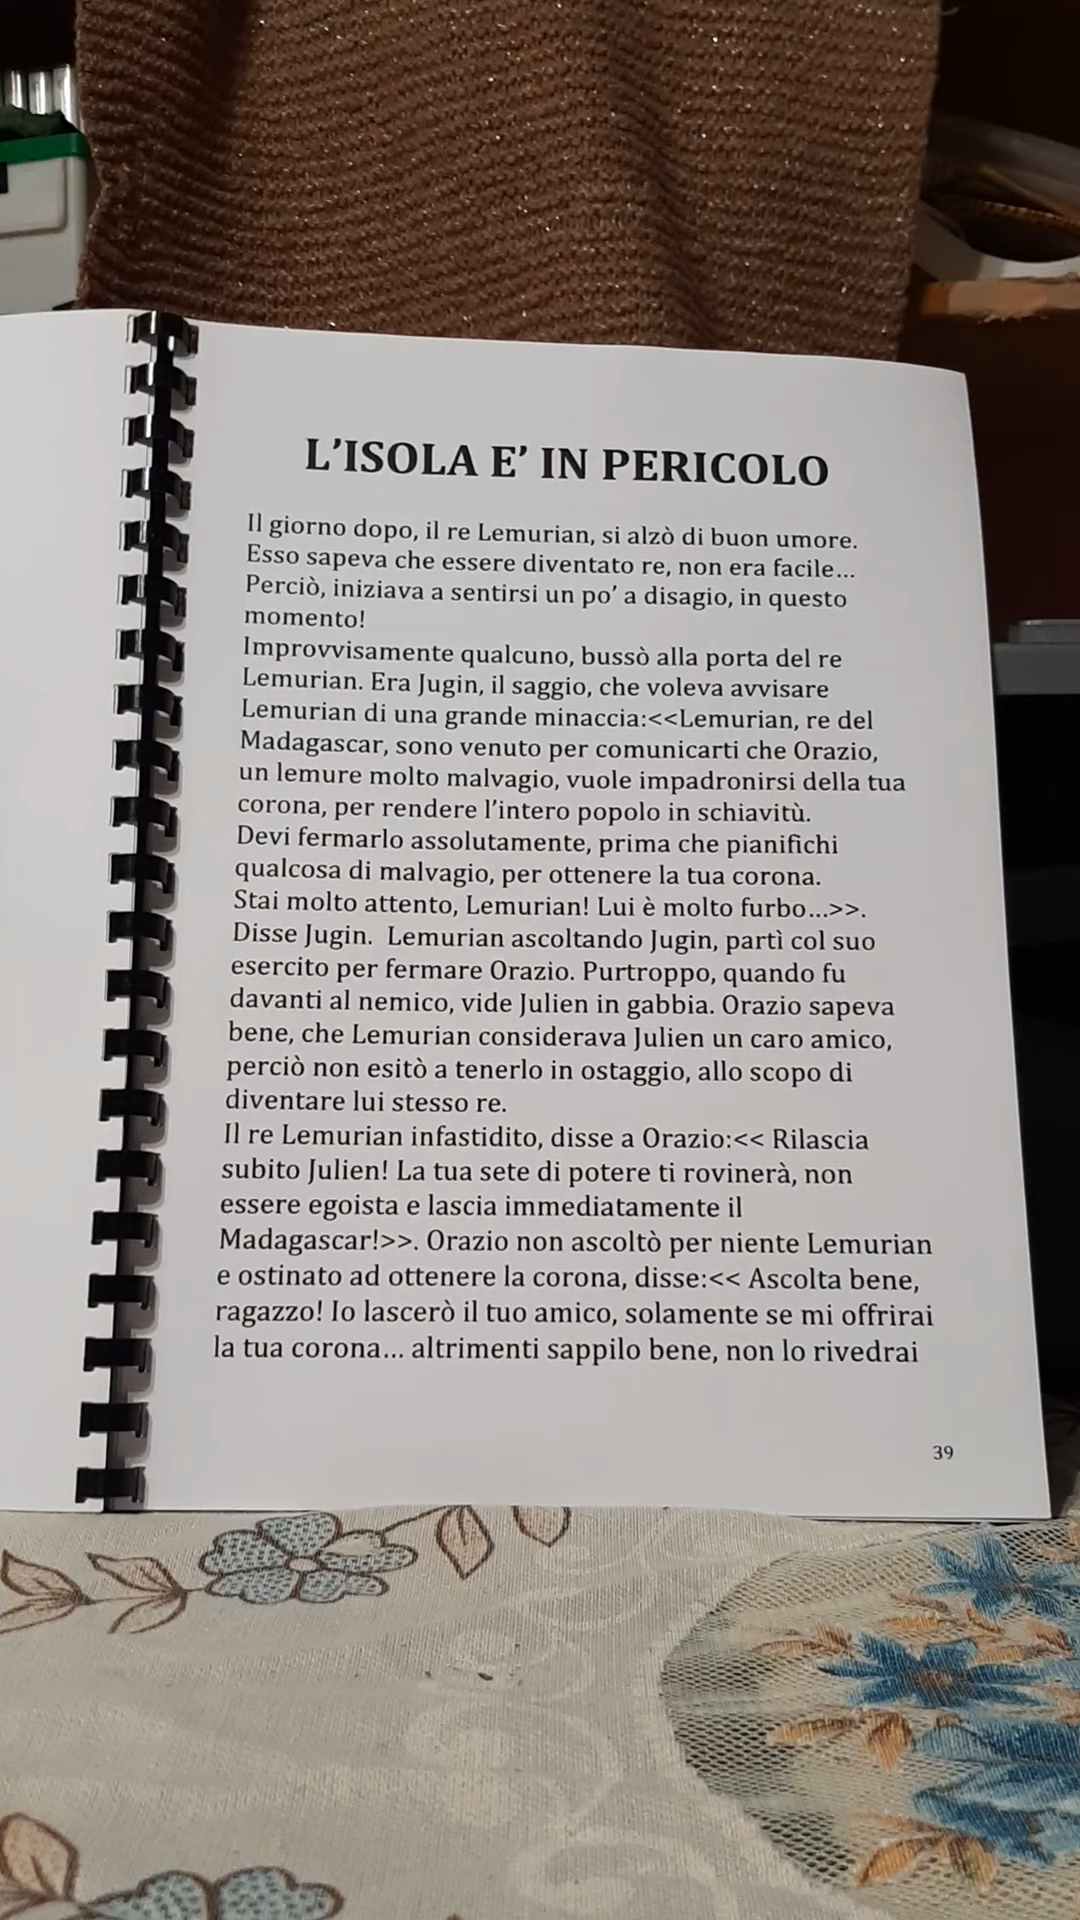 L'ISOLA E' IN PERICOLO
Il giorno dopo, il re Lemurian, si alzò di buon umore.
Esso sapeva che essere diventato re, non era facile...
Perciò, iniziava a sentirsi un po' a disagio, in questo
momento!
Improvvisamente qualcuno, bussò alla porta del re
Lemurian. Era Jugin, il saggio, che voleva avvisare
Lemurian di una grande minaccia:<<Lemurian, re del
Madagascar, sono venuto per comunicarti che Orazio,
un lemure molto malvagio, vuole impadronirsi della tua
corona, per rendere l'intero popolo in schiavitù.
Devi fermarlo assolutamente, prima che pianifichi
qualcosa di malvagio, per ottenere la tua corona.
Stai molto attento, Lemurian! Lui è molto furbo...>>.
Disse Jugin.  Lemurian ascoltando Jugin, partì col suo
esercito per fermare Orazio. Purtroppo, quando fu
davanti al nemico, vide Julien in gabbia. Orazio sapeva
bene, che Lemurian considerava Julien un caro amico,
perciò non esitò a tenerlo in ostaggio, allo scopo di
diventare lui stesso re.
Il re Lemurian infastidito, disse a Orazio:<< Rilascia
subito Julien! La tua sete di potere ti rovinerà, non
essere egoista e lascia immediatamente il
Madagascar!>>. Orazio non ascoltò per niente Lemurian
e ostinato ad ottenere la corona, disse:<< Ascolta bene,
ragazzo! Io lascerò il tuo amico, solamente se mi offrirai
la tua corona... altrimenti sappilo bene, non lo rivedrai
39